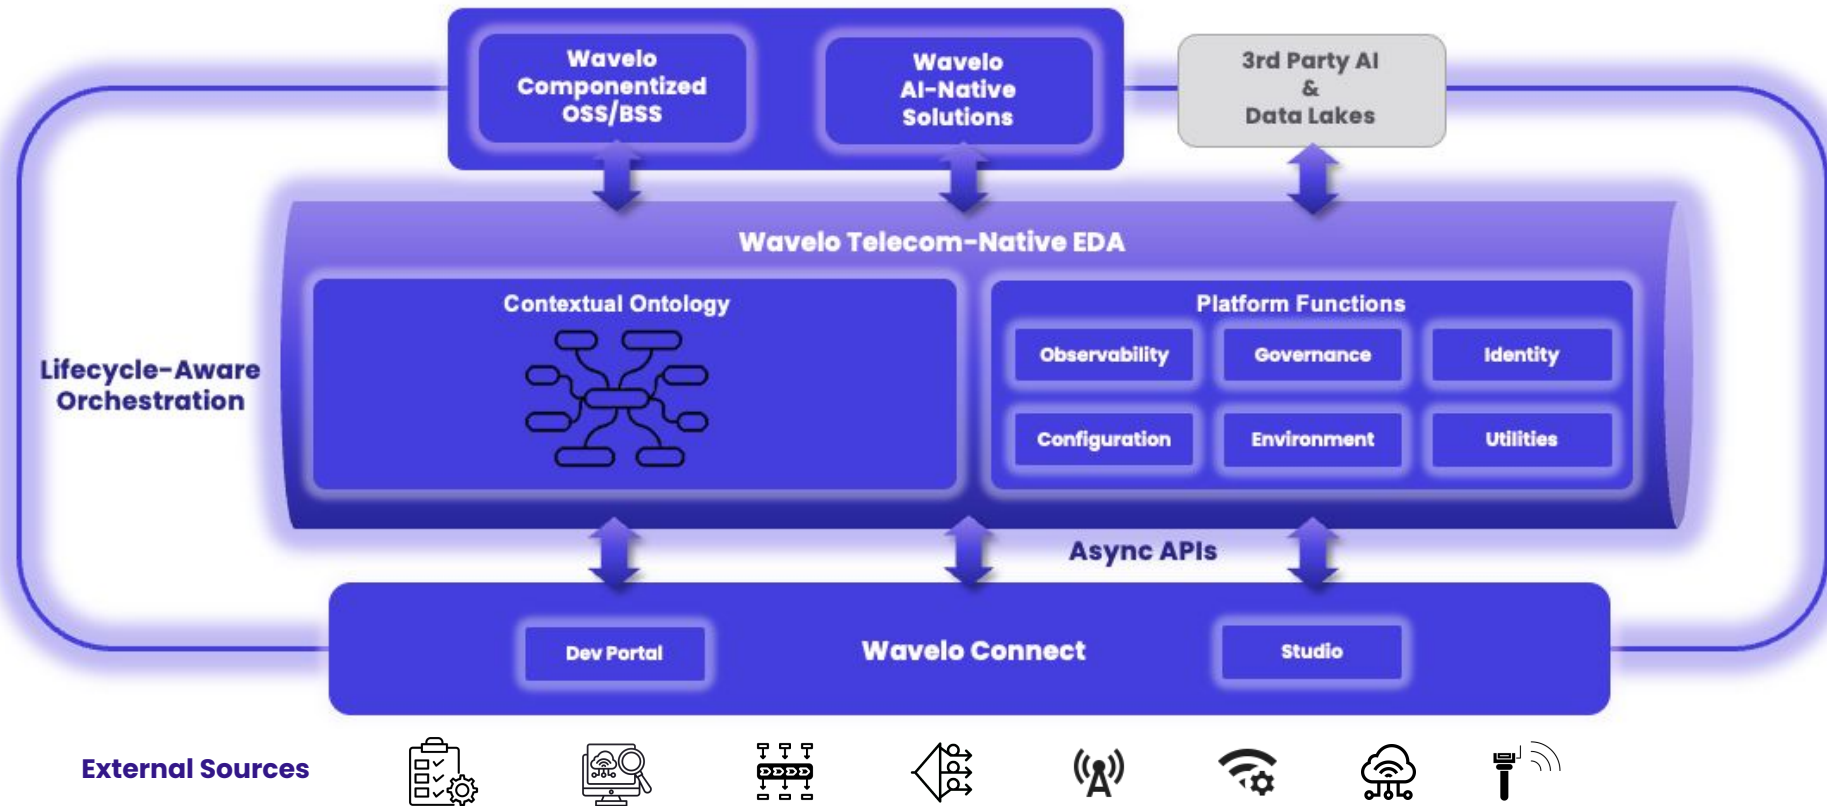 Wavelo
Componentized
OSS/BSS
Wavelo
AI-Native
Solutions
3rd Party AI
&
Data Lakes
Wavelo Telecom-Native EDA
Contextual Ontology
Platform Functions
Observability
Governance
Identity
Configuration
Environment
Utilities
Lifecycle-Aware
Orchestration
Async APIs
Dev Portal
Wavelo Connect
Studio
External Sources